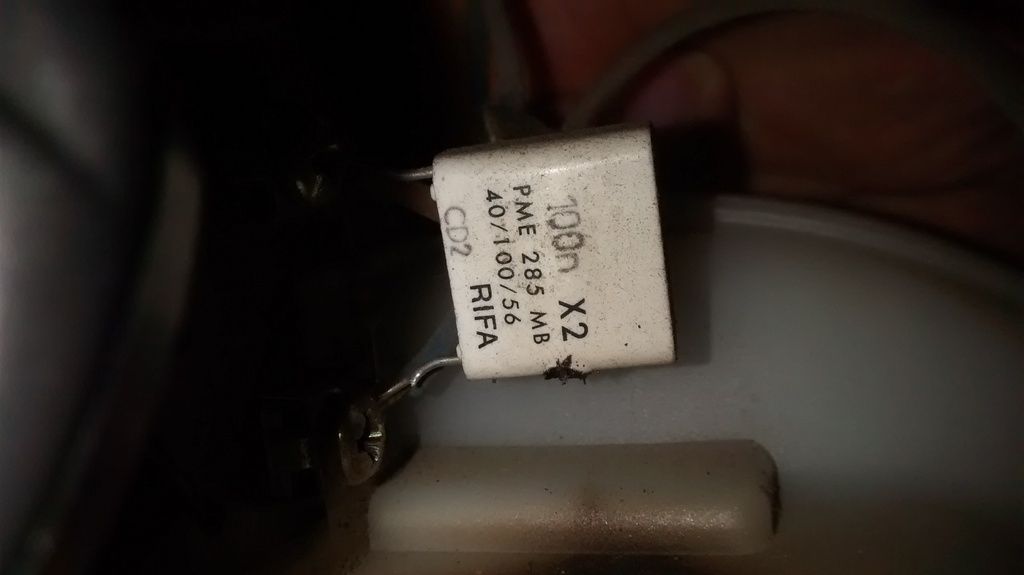 100n X2
PME 285 MB
40/100/56
CD2 RIFA